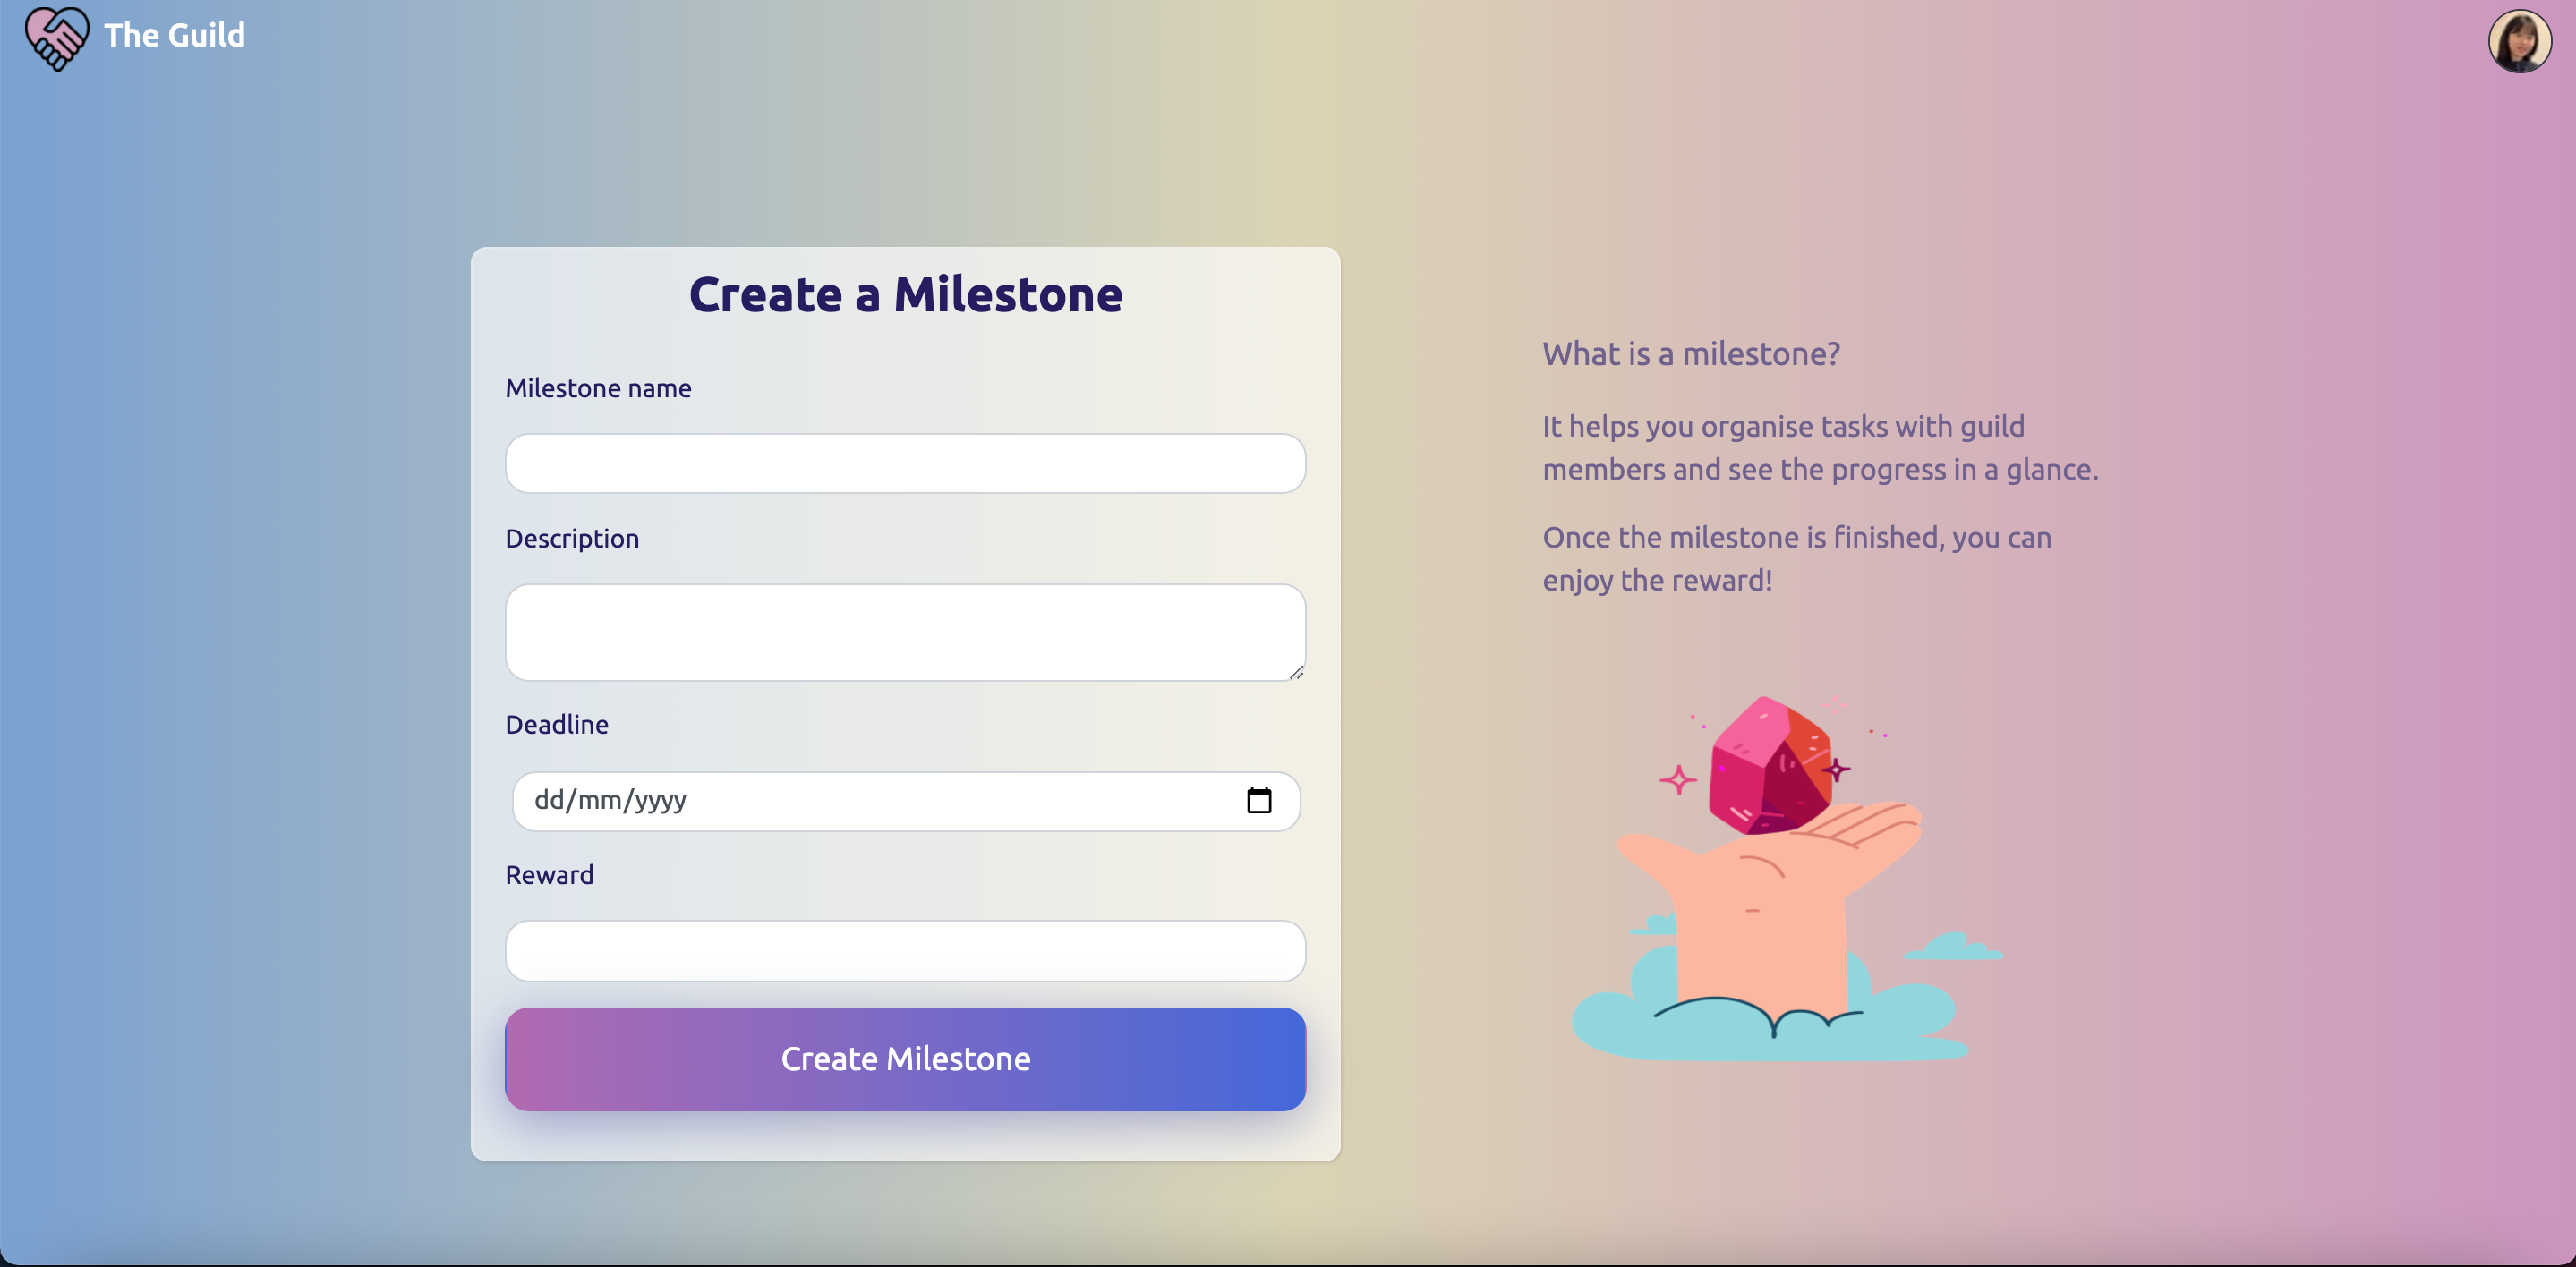 The Guild
Create a Milestone
Milestone name
Description
Deadline
dd/mm/yyyy
Reward
Create Milestone
What is a milestone?
It helps you organise tasks with guild
members and see the progress in a glance.
Once the milestone is finished, you can
enjoy the reward!